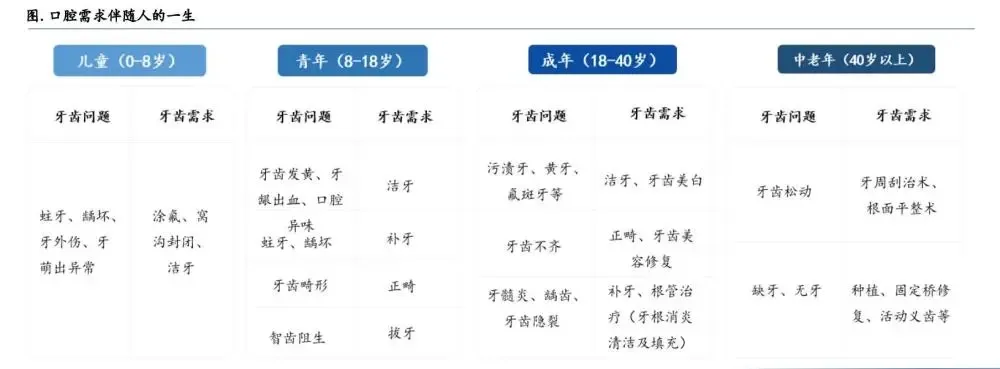 图.口腔需求伴随人的一生
儿童（0-8岁）
牙齿问题
牙齿需求
蛀牙、龋坏、
牙外伤、牙
萌出异常
涂氟、窝
沟封闭、
洁牙
青年（8-18岁）
牙齿问题
牙齿需求
牙齿发黄、牙
龈出血、口腔
异味
洁牙
蛀牙、龋坏
补牙
牙齿畸形
正畸
智齿阻生
拔牙
成年（18-40岁）
牙齿问题
牙齿需求
污渍牙、黄牙、
氟斑牙等
洁牙、牙齿美白
牙齿不齐
正畸、牙齿美
容修复
牙髓炎、龋齿、
牙齿隐裂
补牙、根管治
疗（牙根消炎
清洁及填充）
中老年（40岁以上）
牙齿问题
牙齿需求
牙齿松动
牙周刮治术、
根面平整术
缺牙、无牙
种植、固定桥修
复、活动义齿等